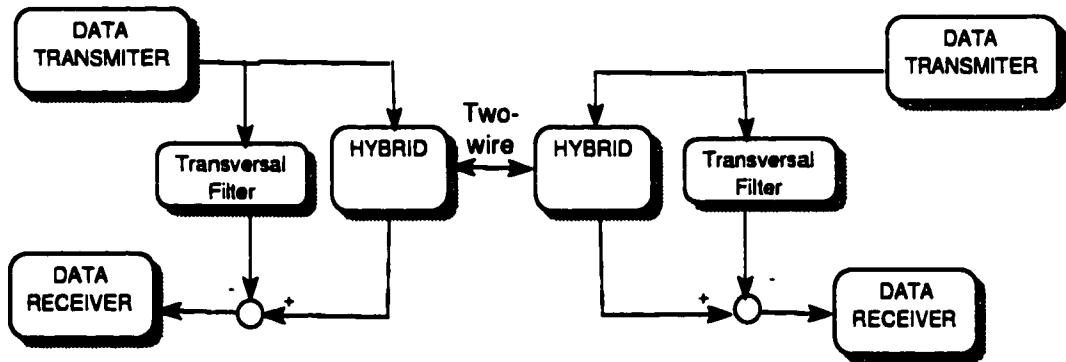 DATA
TRANSMITER
DATA
TRANSMITER
Two-
wire
HYBRID
HYBRID
Transversal
Filter
Transversal
Filter
DATA
RECEIVER
-
+
+
-
DATA
RECEIVER